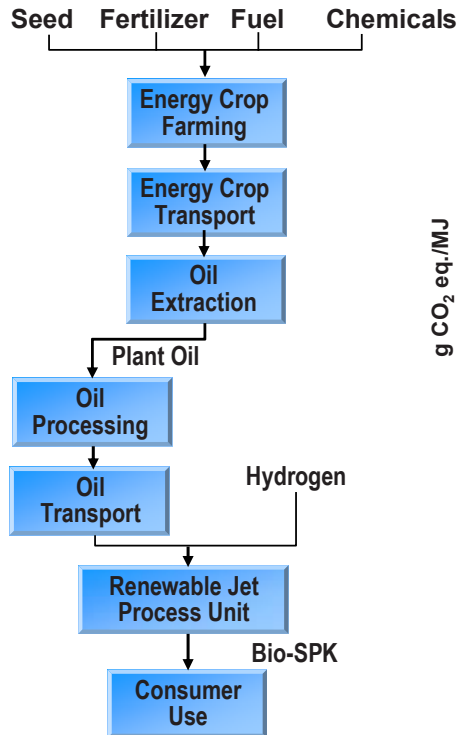 Seed Fertilizer Fuel Chemicals
Energy Crop
Farming
Energy Crop
Transport
Oil
Extraction
Plant Oil
Oil
Processing
Oil
Transport
Hydrogen
Renewable Jet
Process Unit
Bio-SPK
Consumer
Use
g CO₂ eq./MJ